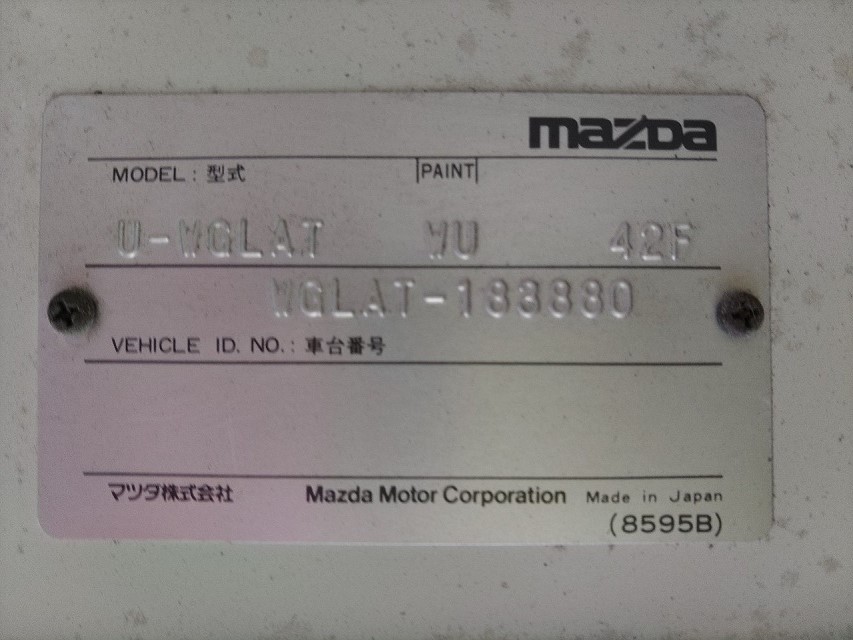 mazda
MODEL : 型式 PAINT
U-WGLAT WU 42F
WGLAT-183880
VEHICLE ID. NO. : 車台番号
マツダ株式会社 Mazda Motor Corporation Made in Japan
(8595B)